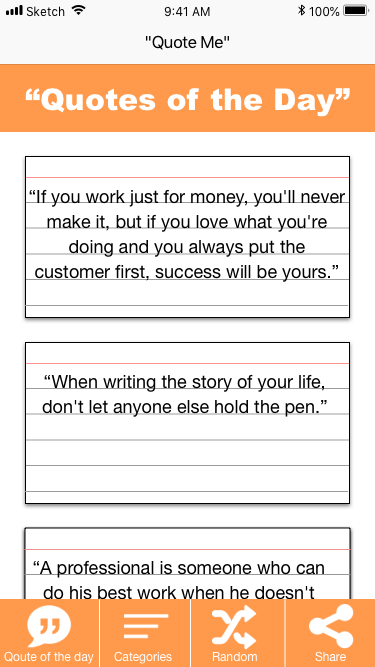 Sketch 9:41 AM 100%
"Quote Me"
“Quotes of the Day”
“If you work just for money, you'll never
make it, but if you love what you're
doing and you always put the
customer first, success will be yours.”
“When writing the story of your life,
don't let anyone else hold the pen.”
“A professional is someone who can
do his best work when he doesn't
Qoute of the day Categories Random Share